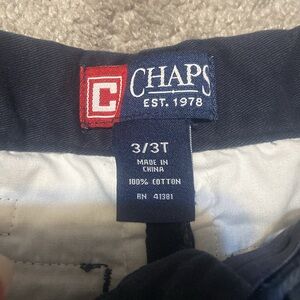 C
CHAPS
EST. 1978
3/3T
MADE IN
CHINA
100% COTTON
RN 41381